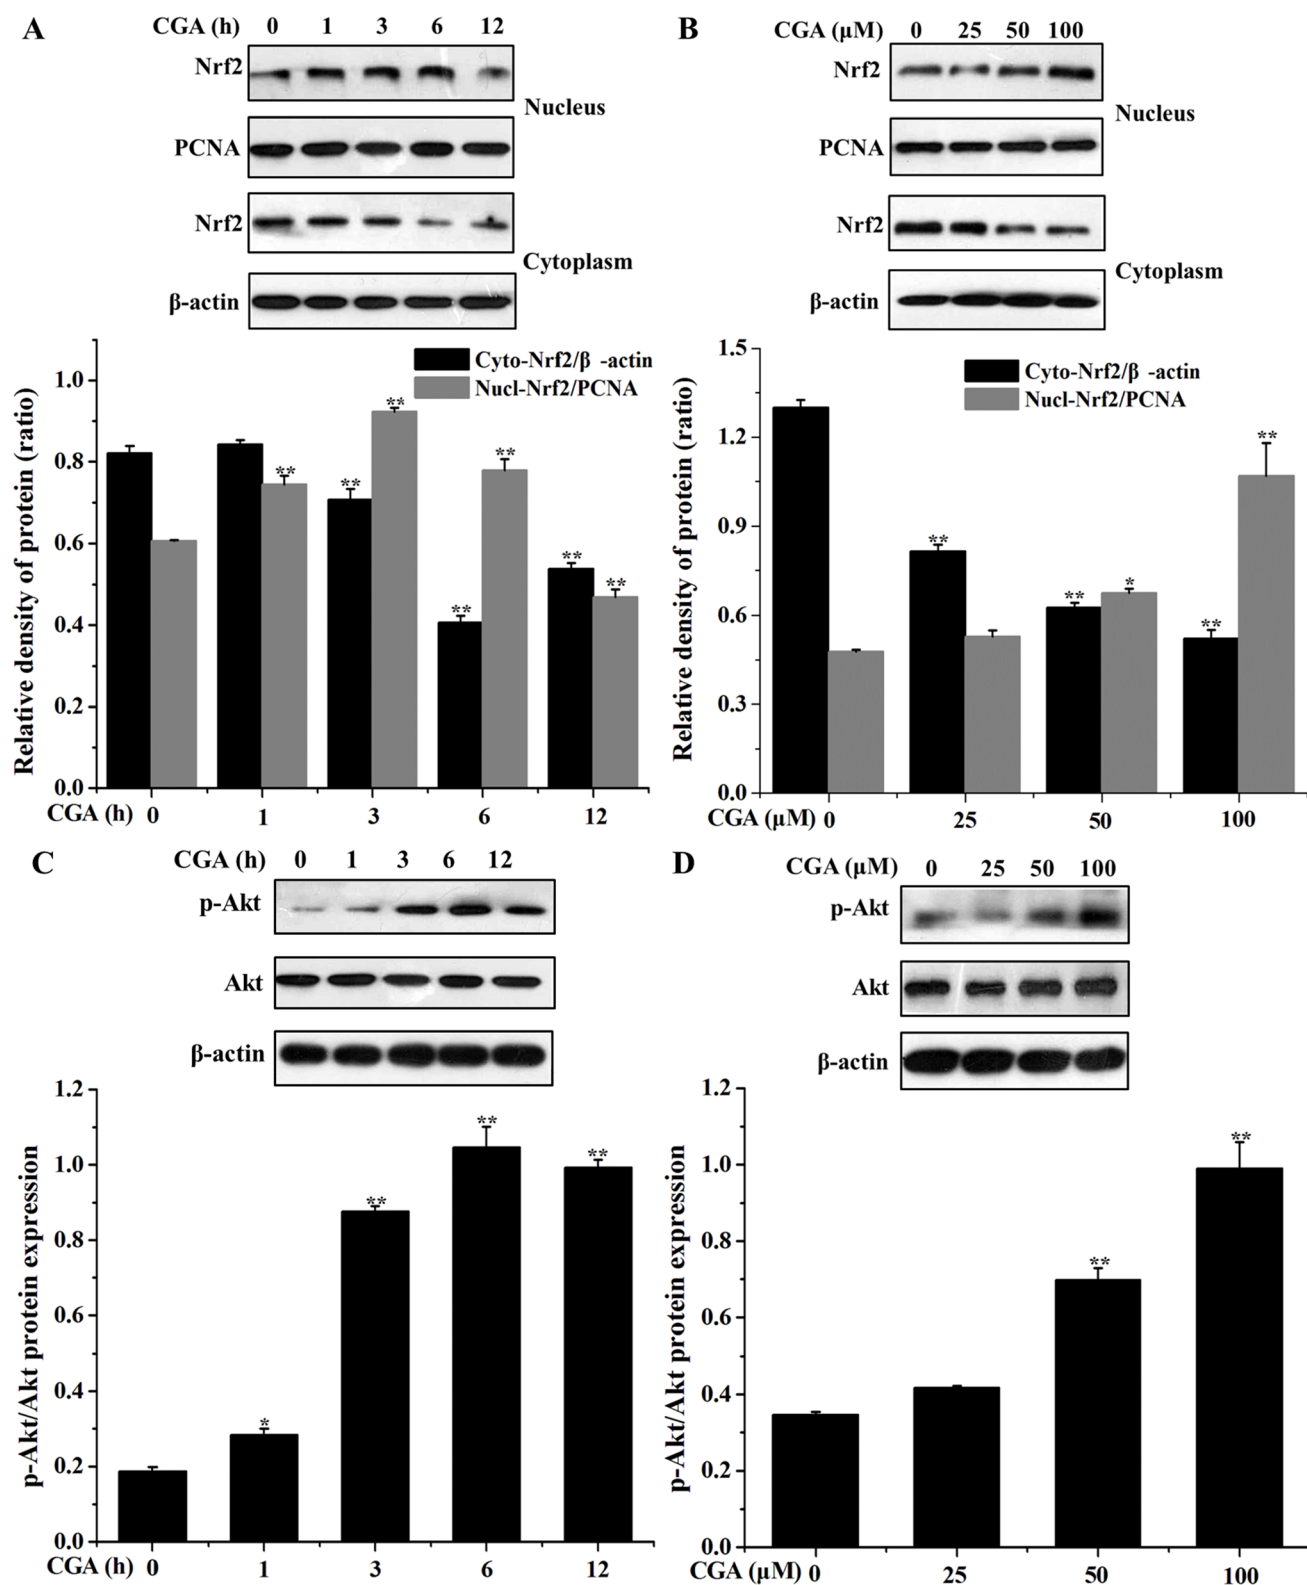 A
CGA (h) 0 1 3 6 12
Nrf2
Nucleus
PCNA
Nrf2
Cytoplasm
β-actin
Cyto-Nrf2/β -actin
Nucl-Nrf2/PCNA
Relative density of protein (ratio)
1.0
0.8
0.6
0.4
0.2
0.0
** ** ** ** ** ** **
CGA (h) 0 1 3 6 12
B
CGA (μM) 0 25 50 100
Nrf2
Nucleus
PCNA
Nrf2
Cytoplasm
β-actin
Cyto-Nrf2/β -actin
Nucl-Nrf2/PCNA
Relative density of protein (ratio)
1.5
1.2
0.9
0.6
0.3
0.0
** ** * ** **
CGA (μM) 0 25 50 100
C
CGA (h) 0 1 3 6 12
p-Akt
Akt
β-actin
p-Akt/Akt protein expression
1.2
1.0
0.8
0.6
0.4
0.2
0.0
* ** ** **
CGA (h) 0 1 3 6 12
D
CGA (μM) 0 25 50 100
p-Akt
Akt
β-actin
p-Akt/Akt protein expression
1.2
1.0
0.8
0.6
0.4
0.2
0.0
** **
CGA (μM) 0 25 50 100